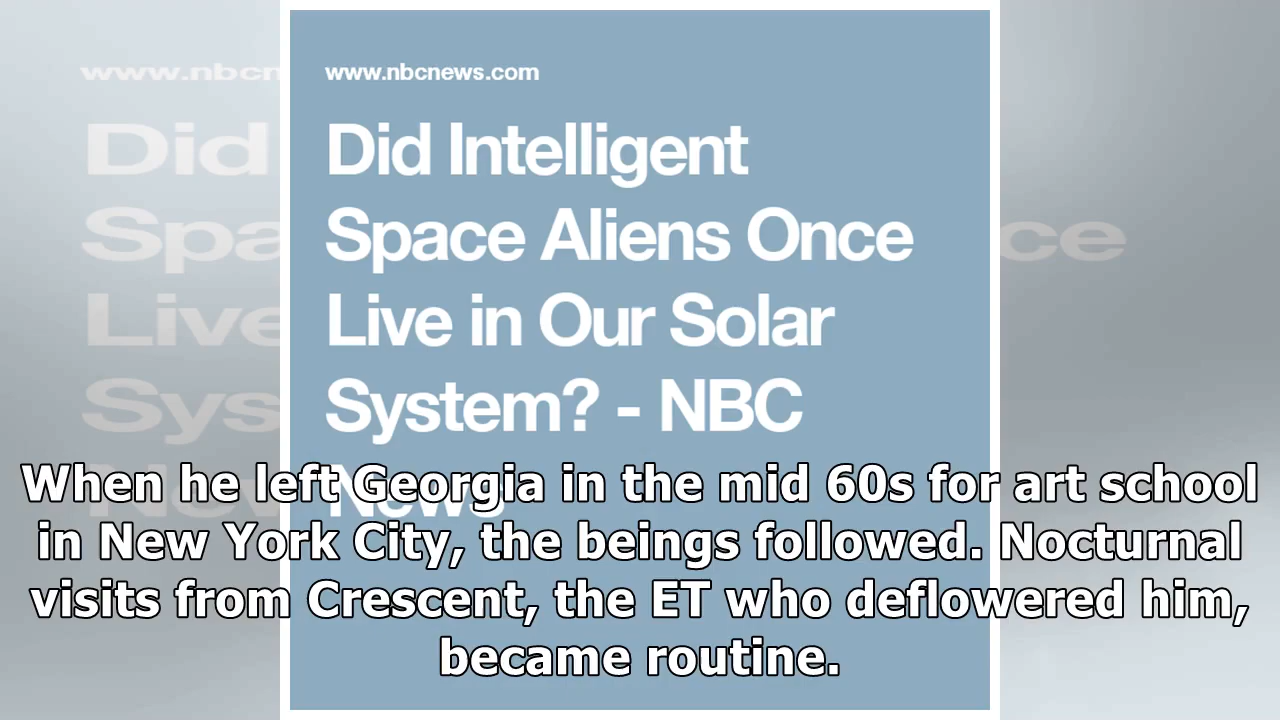 www.nbcnews.com
Did Intelligent
Space Aliens Once
Live in Our Solar
System? - NBC
News
When he left Georgia in the mid 60s for art school
in New York City, the beings followed. Nocturnal
visits from Crescent, the ET who deflowered him,
became routine.